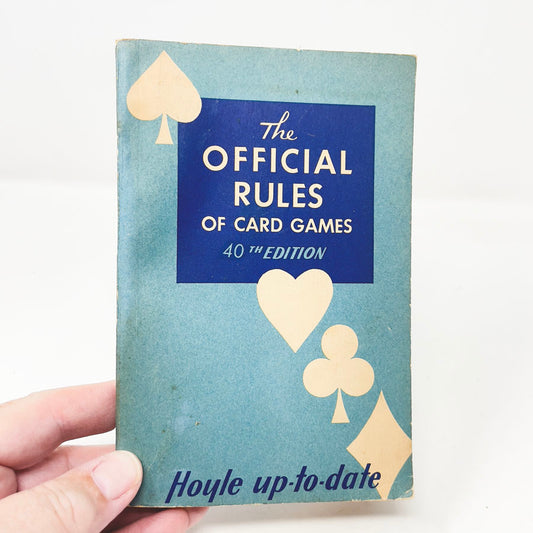 The
OFFICIAL
RULES
OF CARD GAMES
40TH EDITION
Hoyle up-to-date